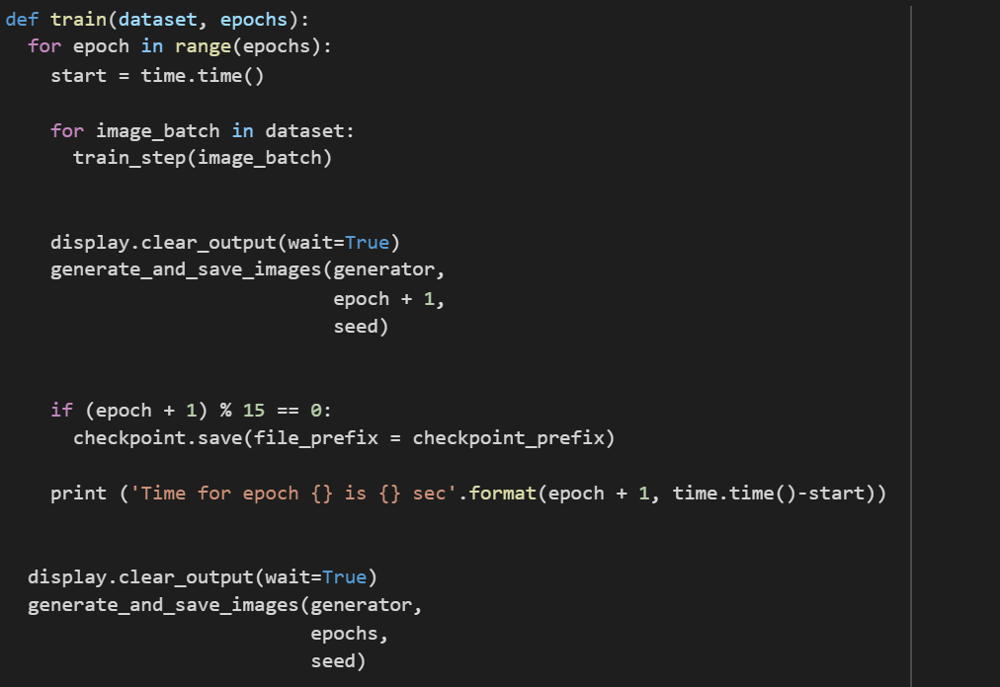 def train(dataset, epochs):
  for epoch in range(epochs):
    start = time.time()

    for image_batch in dataset:
      train_step(image_batch)


    display.clear_output(wait=True)
    generate_and_save_images(generator,
                             epoch + 1,
                             seed)


    if (epoch + 1) % 15 == 0:
      checkpoint.save(file_prefix = checkpoint_prefix)

    print ('Time for epoch {} is {} sec'.format(epoch + 1, time.time()-start))


  display.clear_output(wait=True)
  generate_and_save_images(generator,
                           epochs,
                           seed)